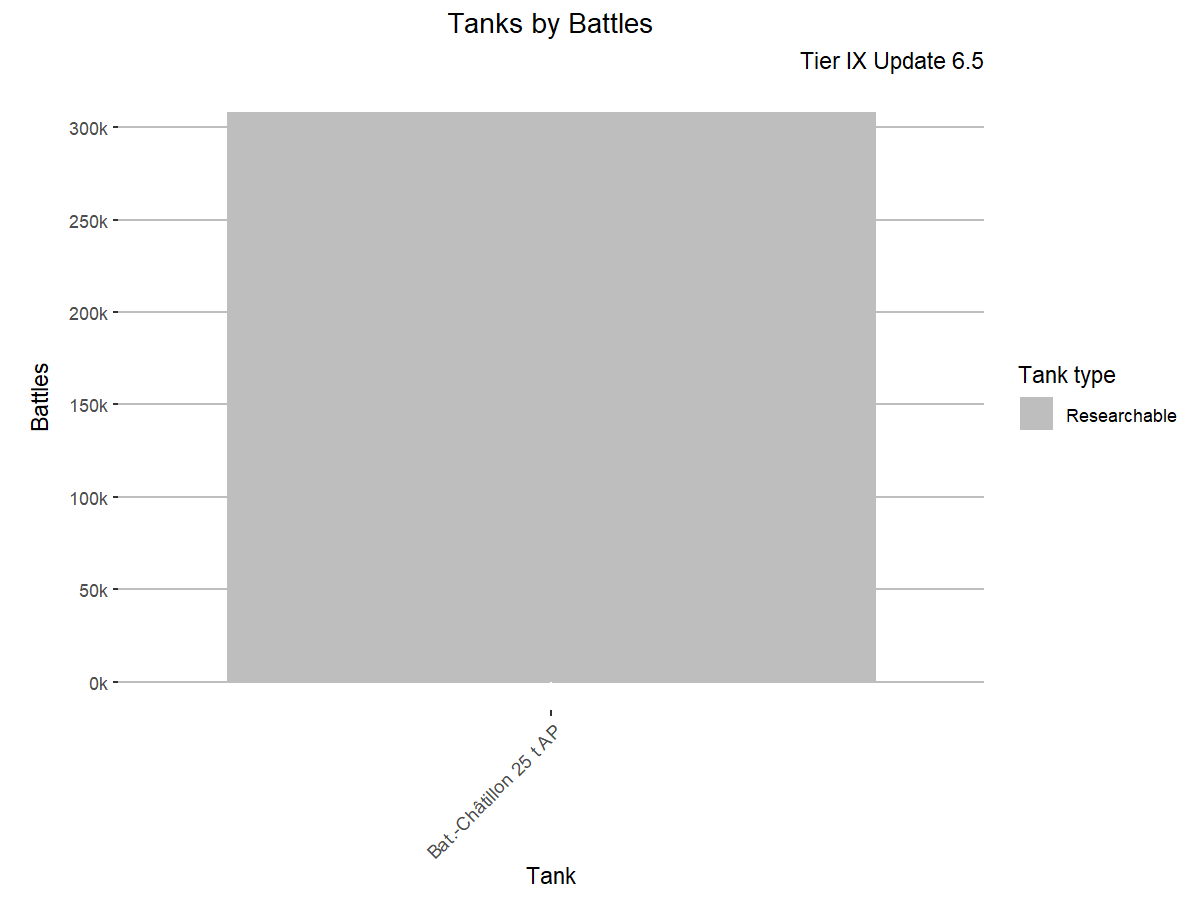 Tanks by Battles
Tier IX Update 6.5
300k
250k
200k
150k
100k
50k
0k
Battles
Bat.-Châtillon 25 t AP
Tank
Tank type
Researchable